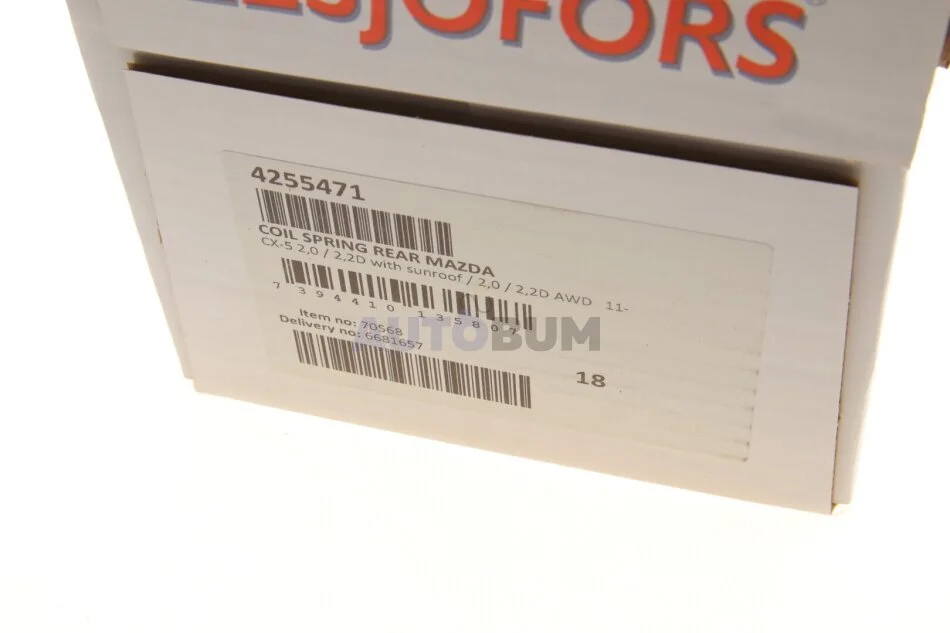 LESJÖFORS®
4255471
COIL SPRING REAR MAZDA
CX-5 2,0 / 2,2D with sunroof / 2,0 / 2,2D AWD 11-
7 394410 135807
Item no: 70568
AUTOBUM
Delivery no: 6681657
18